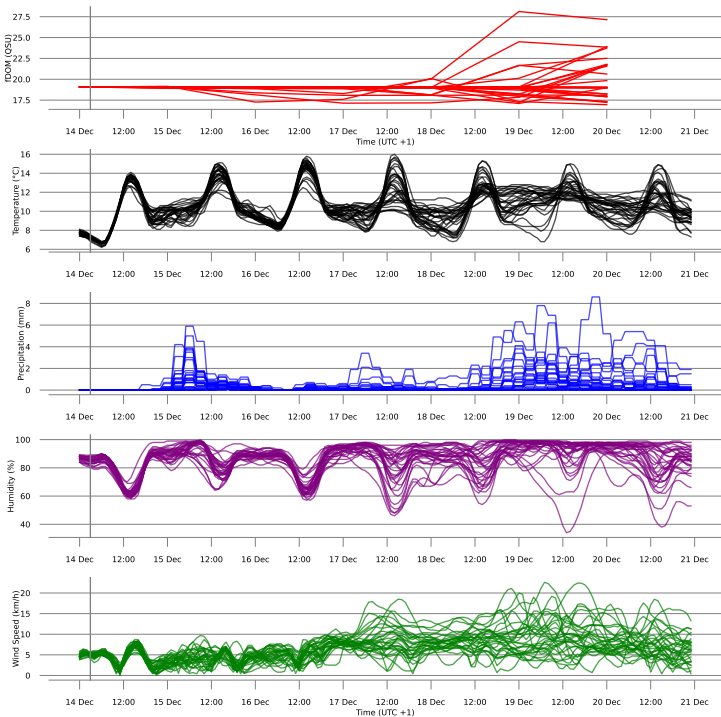 27.5
25.0
22.5
20.0
17.5
fDOM (QSU)
14 Dec 12:00 15 Dec 12:00 16 Dec 12:00 17 Dec 12:00 18 Dec 12:00 19 Dec 12:00 20 Dec 12:00 21 Dec
Time (UTC +1)
16
14
12
10
8
6
Temperature (°C)
14 Dec 12:00 15 Dec 12:00 16 Dec 12:00 17 Dec 12:00 18 Dec 12:00 19 Dec 12:00 20 Dec 12:00 21 Dec
8
6
4
2
0
Precipitation (mm)
14 Dec 12:00 15 Dec 12:00 16 Dec 12:00 17 Dec 12:00 18 Dec 12:00 19 Dec 12:00 20 Dec 12:00 21 Dec
100
80
60
40
Humidity (%)
14 Dec 12:00 15 Dec 12:00 16 Dec 12:00 17 Dec 12:00 18 Dec 12:00 19 Dec 12:00 20 Dec 12:00 21 Dec
20
15
10
5
0
Wind Speed (km/h)
14 Dec 12:00 15 Dec 12:00 16 Dec 12:00 17 Dec 12:00 18 Dec 12:00 19 Dec 12:00 20 Dec 12:00 21 Dec
Time (UTC +1)